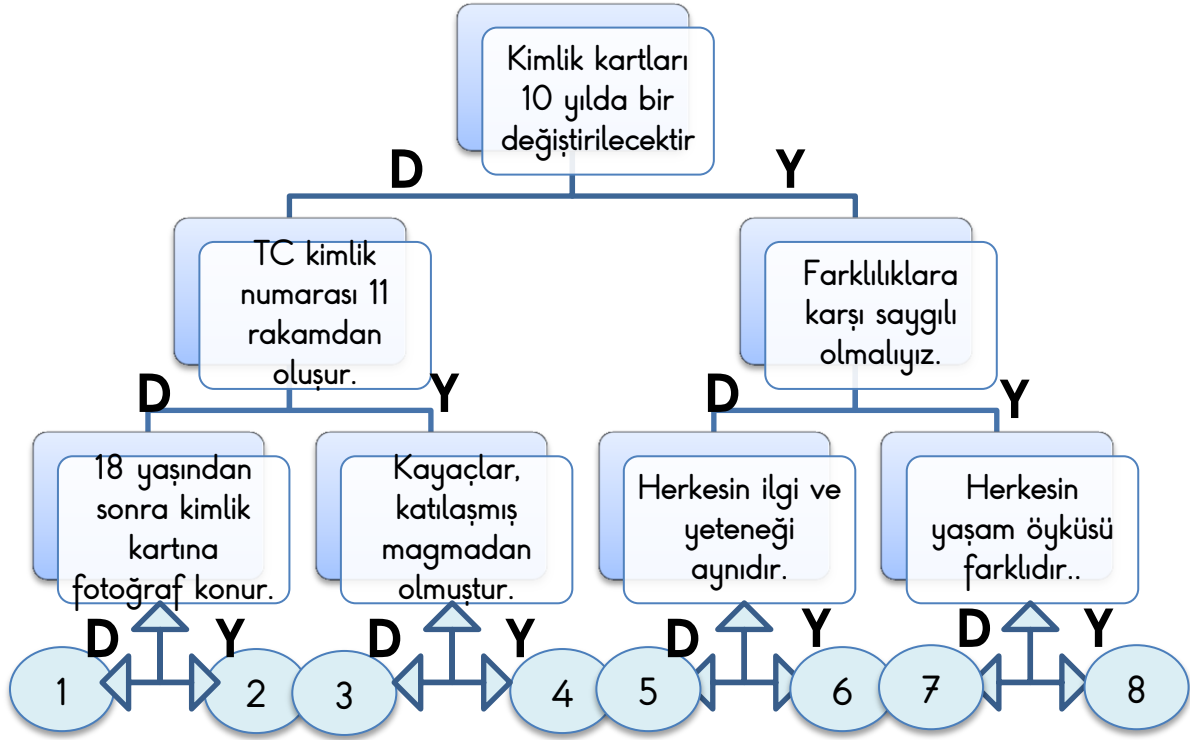 Kimlik kartları
10 yılda bir
değiştirilecektir
D
Y
TC kimlik
numarası 11
rakamdan
oluşur.
Farklılıklara
karşı saygılı
olmalıyız.
D
Y
D
Y
18 yaşından
sonra kimlik
kartına
fotoğraf konur.
Kayaçlar,
katılaşmış
magmadan
olmuştur.
Herkesin ilgi ve
yeteneği
aynıdır.
Herkesin
yaşam öyküsü
farklıdır..
D
Y
D
Y
D
Y
D
Y
1
2
3
4
5
6
7
8